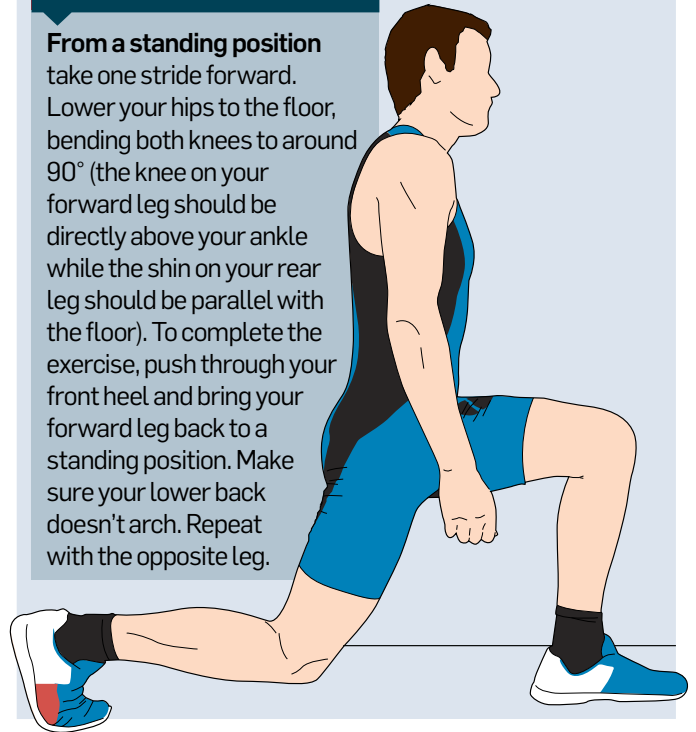 From a standing position
take one stride forward.
Lower your hips to the floor,
bending both knees to around
90° (the knee on your
forward leg should be
directly above your ankle
while the shin on your rear
leg should be parallel with
the floor). To complete the
exercise, push through your
front heel and bring your
forward leg back to a
standing position. Make
sure your lower back
doesn't arch. Repeat
with the opposite leg.